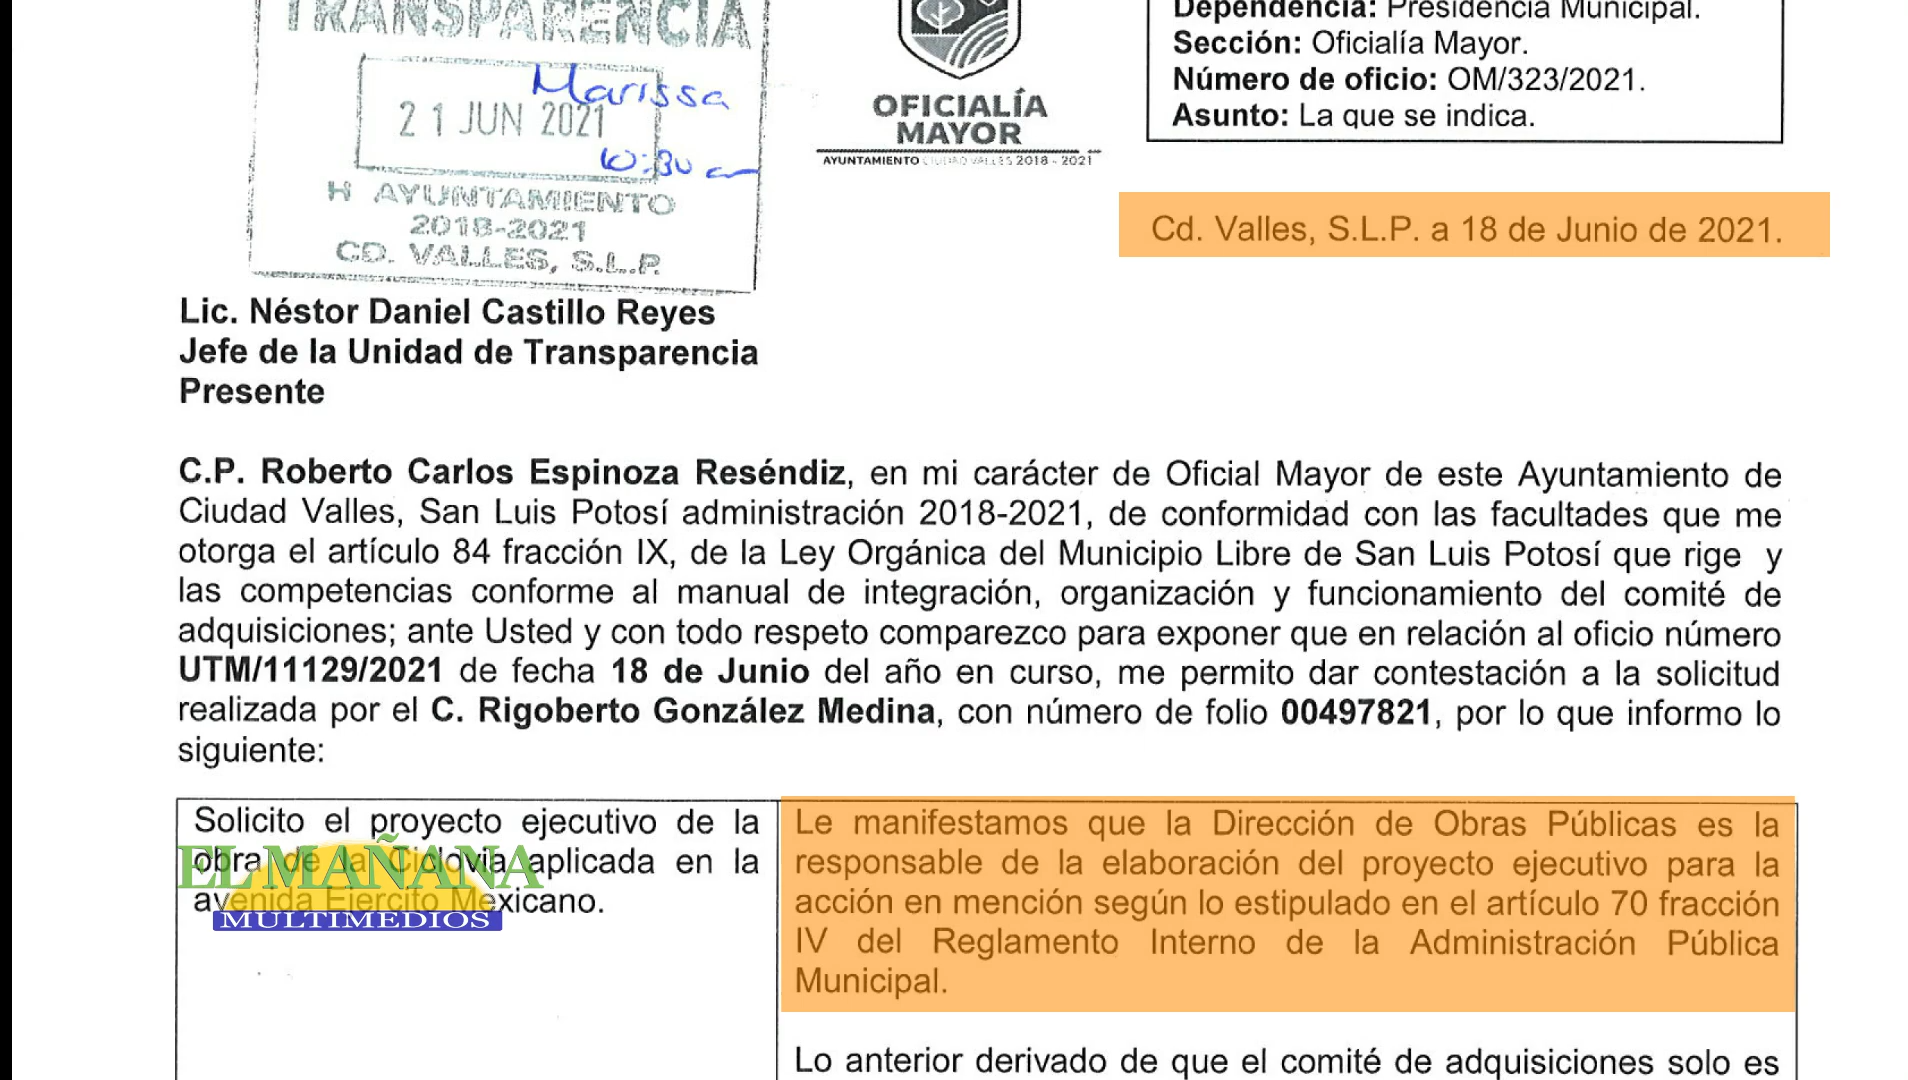 TRANSPARENCIA
Marissa
21 JUN 2021
10:30 am
H AYUNTAMIENTO
2018-2021
CD. VALLES, S.L.P.
OFICIALÍA
MAYOR
AYUNTAMIENTO CIUDAD VALLES 2018 - 2021
Dependencia: Presidencia Municipal.
Sección: Oficialía Mayor.
Número de oficio: OM/323/2021.
Asunto: La que se indica.
Cd. Valles, S.L.P. a 18 de Junio de 2021.
Lic. Néstor Daniel Castillo Reyes
Jefe de la Unidad de Transparencia
Presente
C.P. Roberto Carlos Espinoza Reséndiz, en mi carácter de Oficial Mayor de este Ayuntamiento de
Ciudad Valles, San Luis Potosí administración 2018-2021, de conformidad con las facultades que me
otorga el artículo 84 fracción IX, de la Ley Orgánica del Municipio Libre de San Luis Potosí que rige y
las competencias conforme al manual de integración, organización y funcionamiento del comité de
adquisiciones; ante Usted y con todo respeto comparezco para exponer que en relación al oficio número
UTM/11129/2021 de fecha 18 de Junio del año en curso, me permito dar contestación a la solicitud
realizada por el C. Rigoberto González Medina, con número de folio 00497821, por lo que informo lo
siguiente:
Solicito el proyecto ejecutivo de la
obra de la Ciclovia aplicada en la
avenida Ejercito Mexicano.
EL MAÑANA
MULTIMEDIOS
Le manifestamos que la Dirección de Obras Públicas es la
responsable de la elaboración del proyecto ejecutivo para la
acción en mención según lo estipulado en el artículo 70 fracción
IV del Reglamento Interno de la Administración Pública
Municipal.
Lo anterior derivado de que el comité de adquisiciones solo es